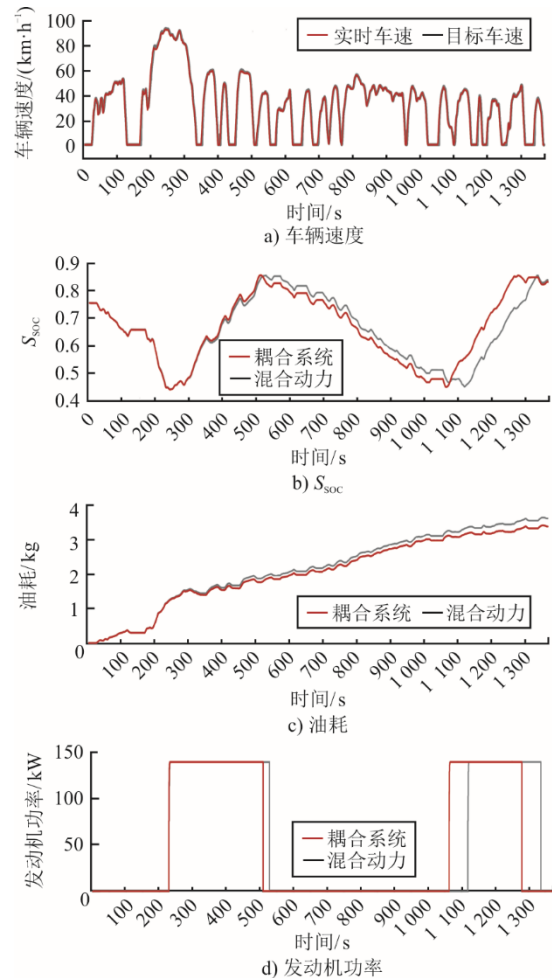 100
80
60
40
20
0
车辆速度/(km·h⁻¹)
实时车速 目标车速
0 100 200 300 400 500 600 700 800 900 1 000 1 100 1 200 1 300
时间/s
a) 车辆速度
0.9
0.8
0.7
0.6
0.5
0.4
S_soc
耦合系统
混合动力
0 100 200 300 400 500 600 700 800 900 1 000 1 100 1 200 1 300
时间/s
b) S_soc
4
3
2
1
0
油耗/kg
耦合系统 混合动力
100 200 300 400 500 600 700 800 900 1 000 1 100 1 200 1 300
时间/s
c) 油耗
150
100
50
0
发动机功率/kW
耦合系统
混合动力
100 200 300 400 500 600 700 800 900 1 000 1 100 1 200 1 300
时间/s
d) 发动机功率